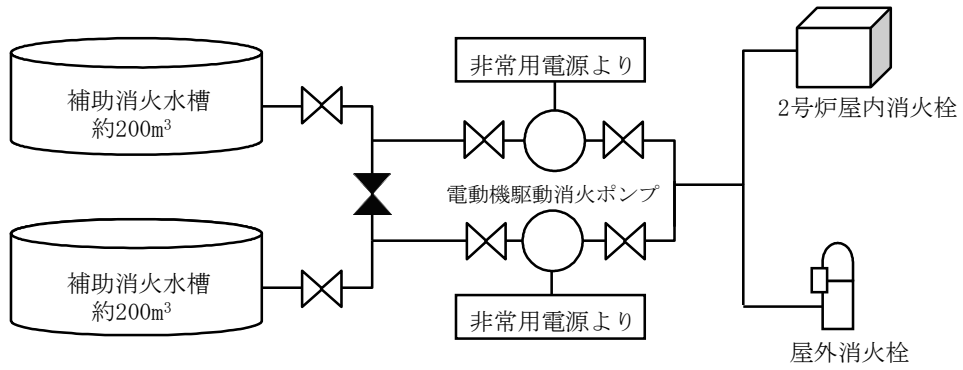 非常用電源より
補助消火水槽
約200m³
2号炉屋内消火栓
電動機駆動消火ポンプ
補助消火水槽
約200m³
非常用電源より
屋外消火栓